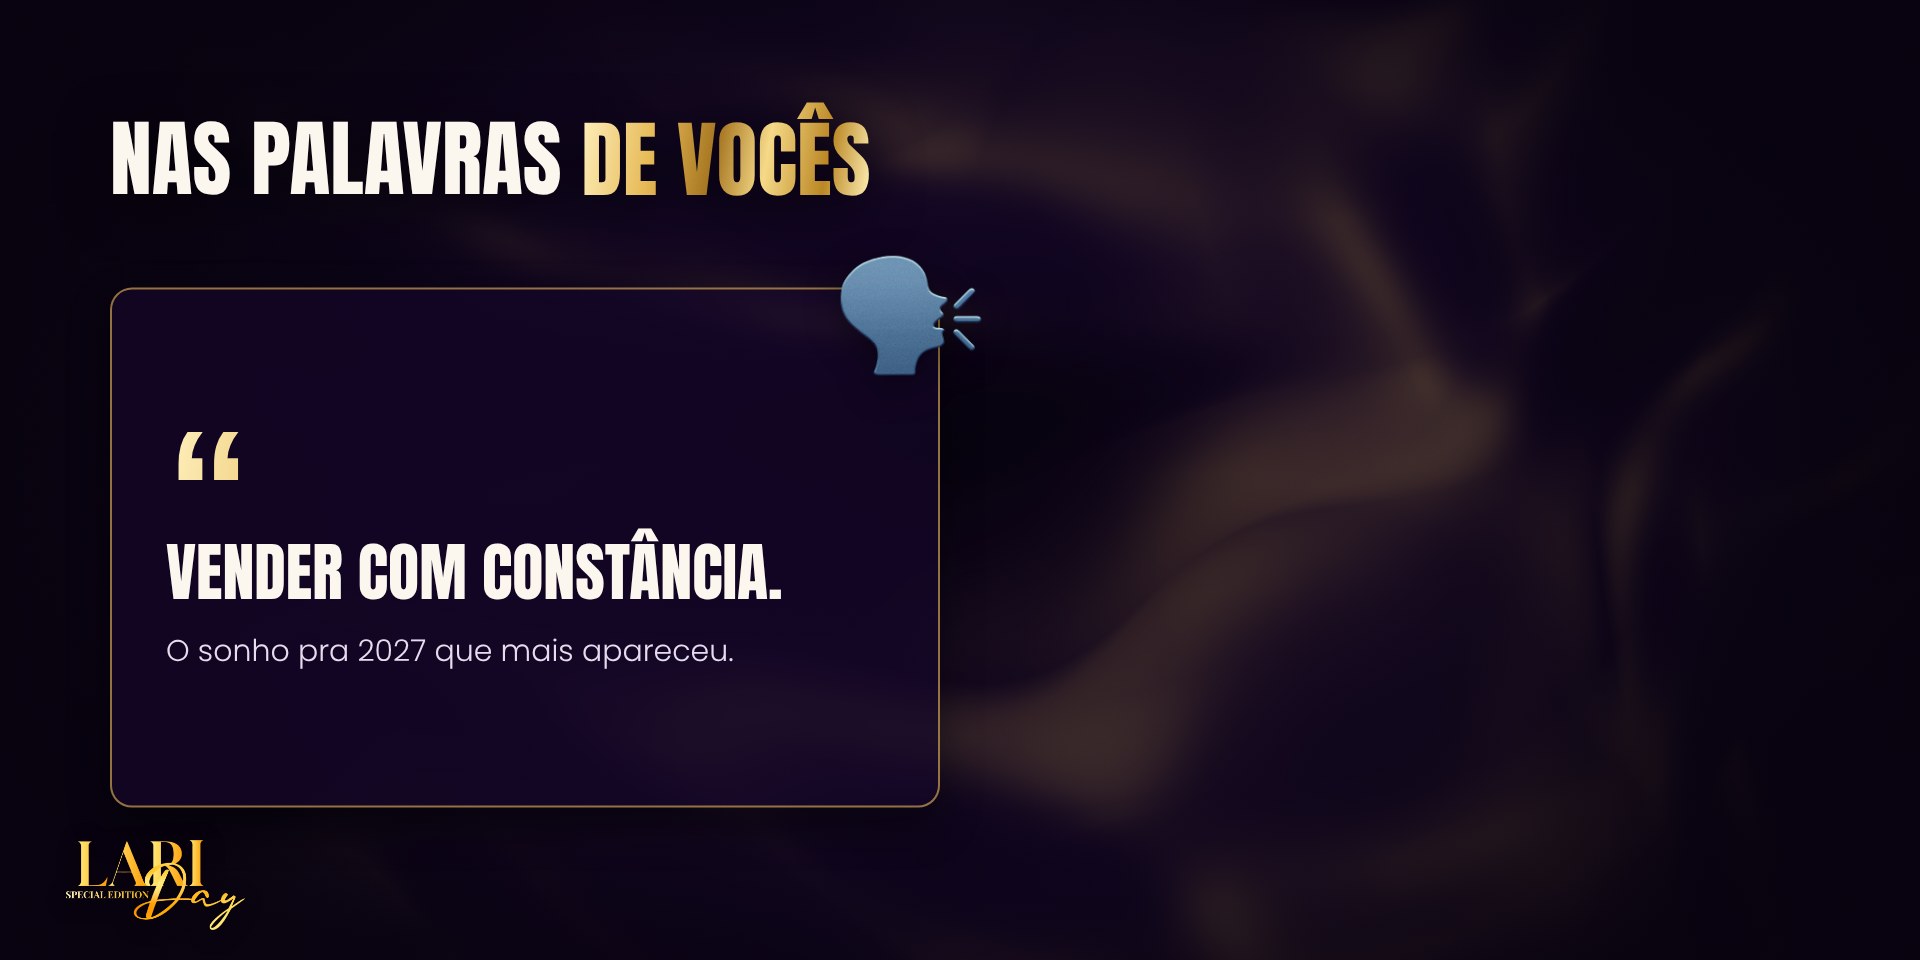 NAS PALAVRAS DE VOCÊS
“
VENDER COM CONSTÂNCIA.
O sonho pra 2027 que mais apareceu.
LABI
SPECIAL EDITION Day